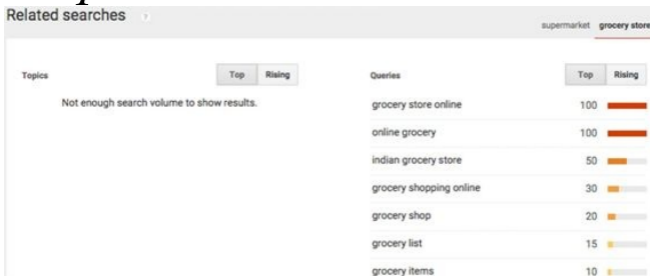 Related searches ?
supermarket grocery store
Topics Top Rising
Not enough search volume to show results.
Queries Top Rising
grocery store online 100
online grocery 100
indian grocery store 50
grocery shopping online 30
grocery shop 20
grocery list 15
grocery items 10